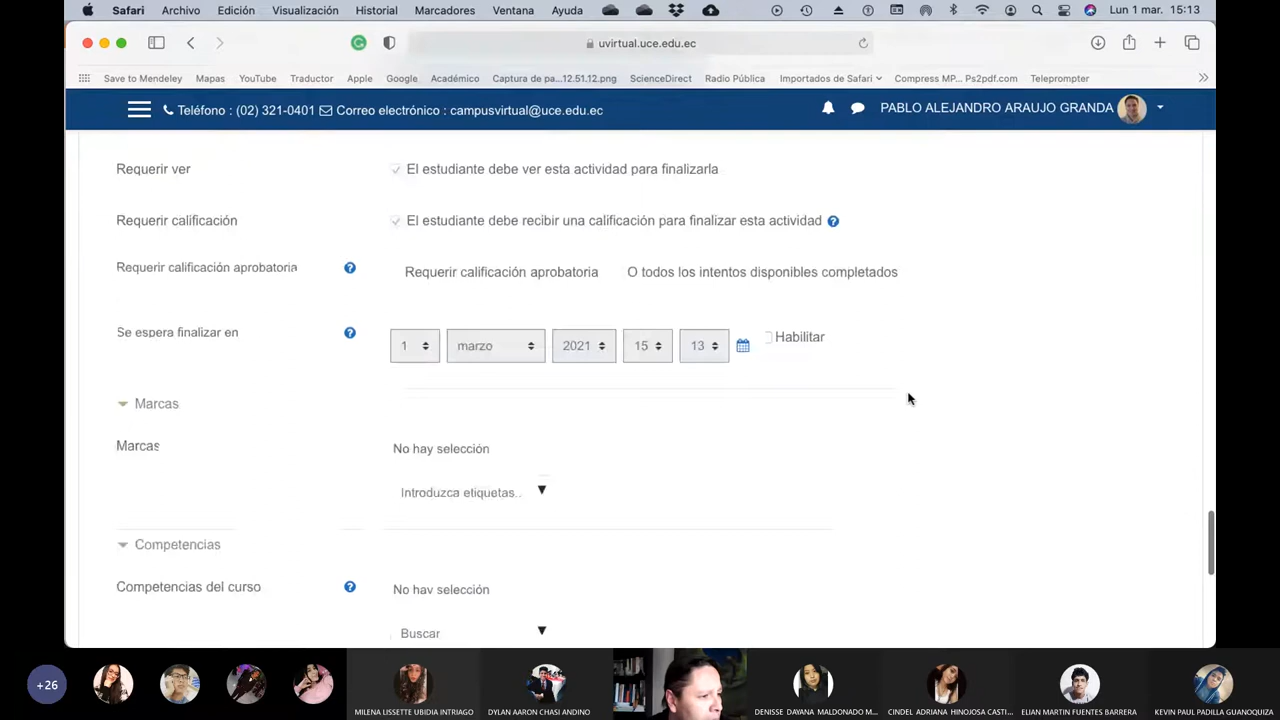 Safari Archivo Edición Visualización Historial Marcadores Ventana Ayuda Lun 1 mar. 15:13
uvirtual.uce.edu.ec
Save to Mendeley Mapas YouTube Traductor Apple Google Académico Captura de pa...12.51.12.png ScienceDirect Radio Pública Importados de Safari Compress MP... Ps2pdf.com Teleprompter
Teléfono : (02) 321-0401 Correo electrónico : campusvirtual@uce.edu.ec PABLO ALEJANDRO ARAUJO GRANDA
Requerir ver El estudiante debe ver esta actividad para finalizarla
Requerir calificación El estudiante debe recibir una calificación para finalizar esta actividad
Requerir calificación aprobatoria Requerir calificación aprobatoria O todos los intentos disponibles completados
Se espera finalizar en 1 marzo 2021 15 13 Habilitar
Marcas
Marcas No hay selección
Introduzca etiquetas..
Competencias
Competencias del curso No hay selección
Buscar
+26 MILENA LISSETTE UBIDIA INTRIAGO DYLAN AARON CHASI ANDINO DENISSE DAYANA MALDONADO M... CINDEL ADRIANA HINOJOSA CASTI... ELIAN MARTIN FUENTES BARRERA KEVIN PAUL PADILLA GUANOQUIZA